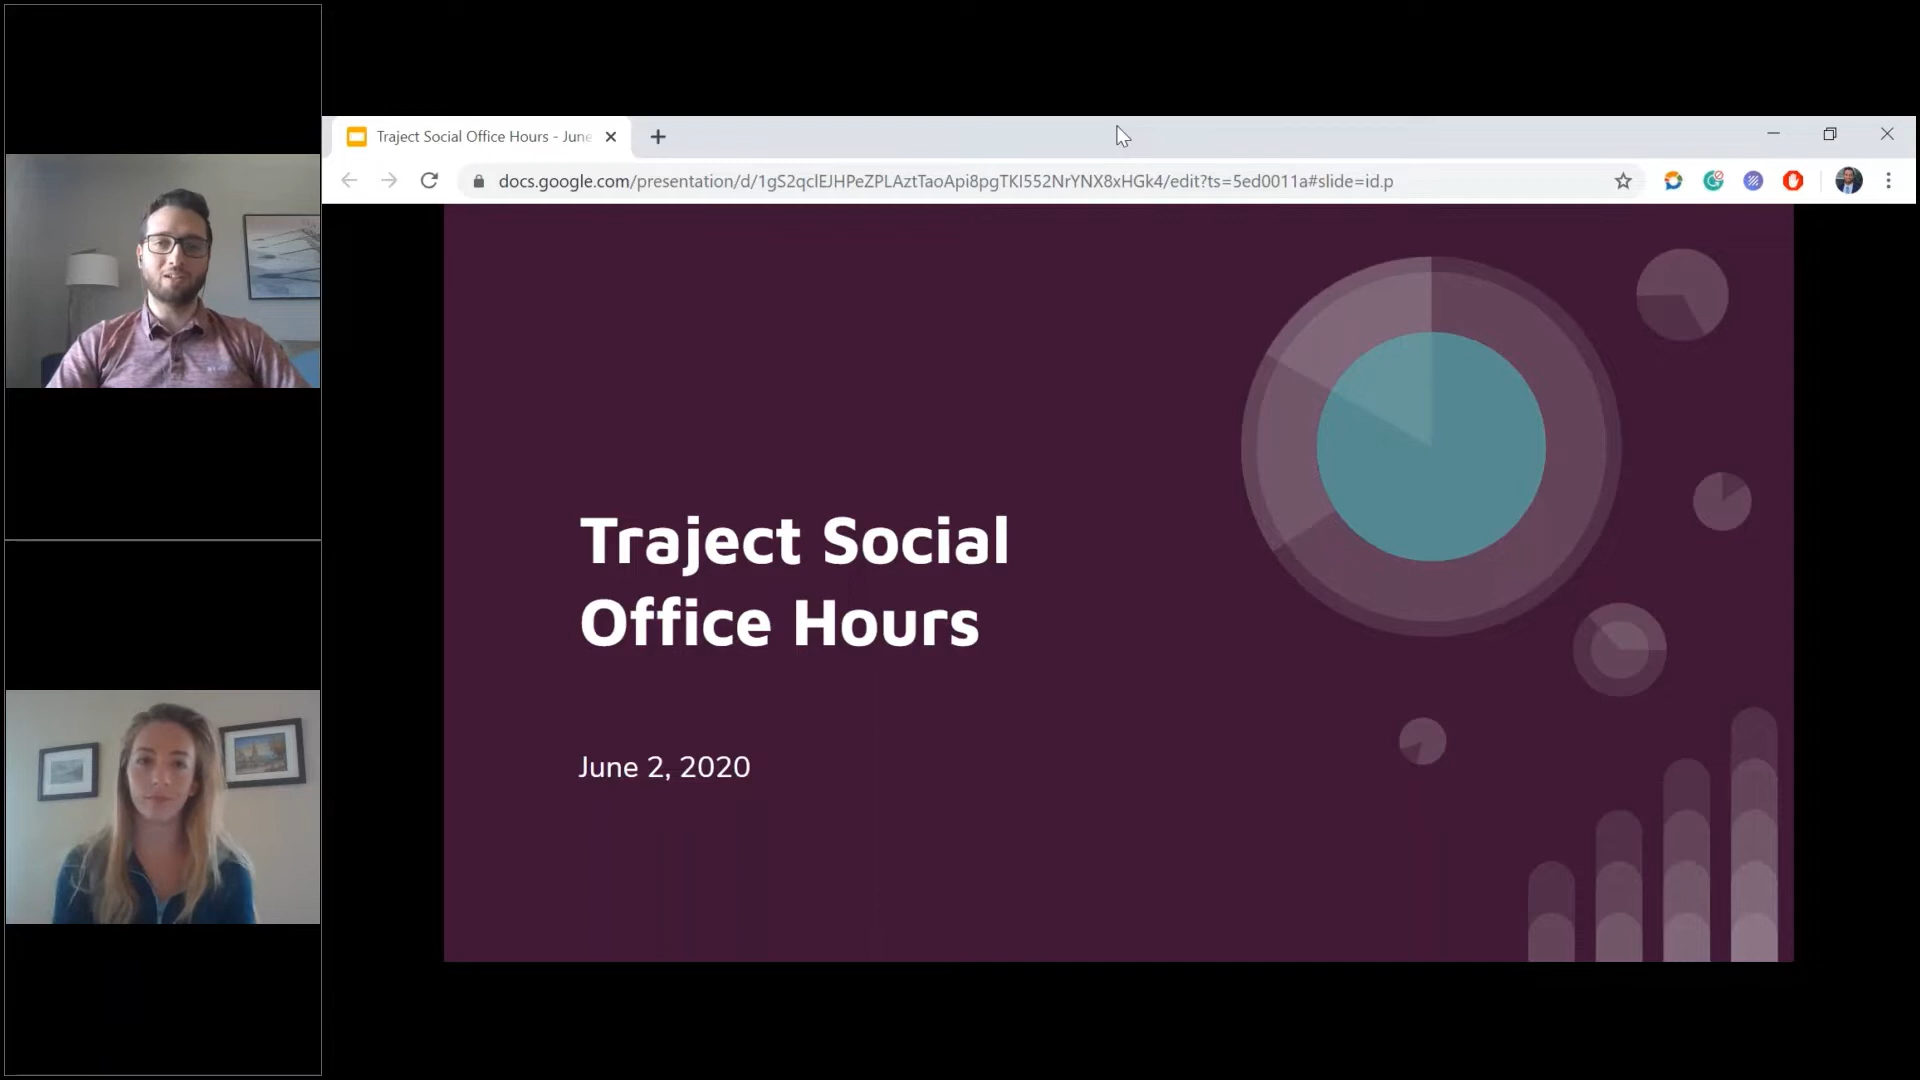 Traject Social Office Hours - June
docs.google.com/presentation/d/1gS2qclEJHPeZPLAztTaoApi8pgTKI552NrYNX8xHGk4/edit?ts=5ed0011a#slide=id.p
Traject Social
Office Hours
June 2, 2020